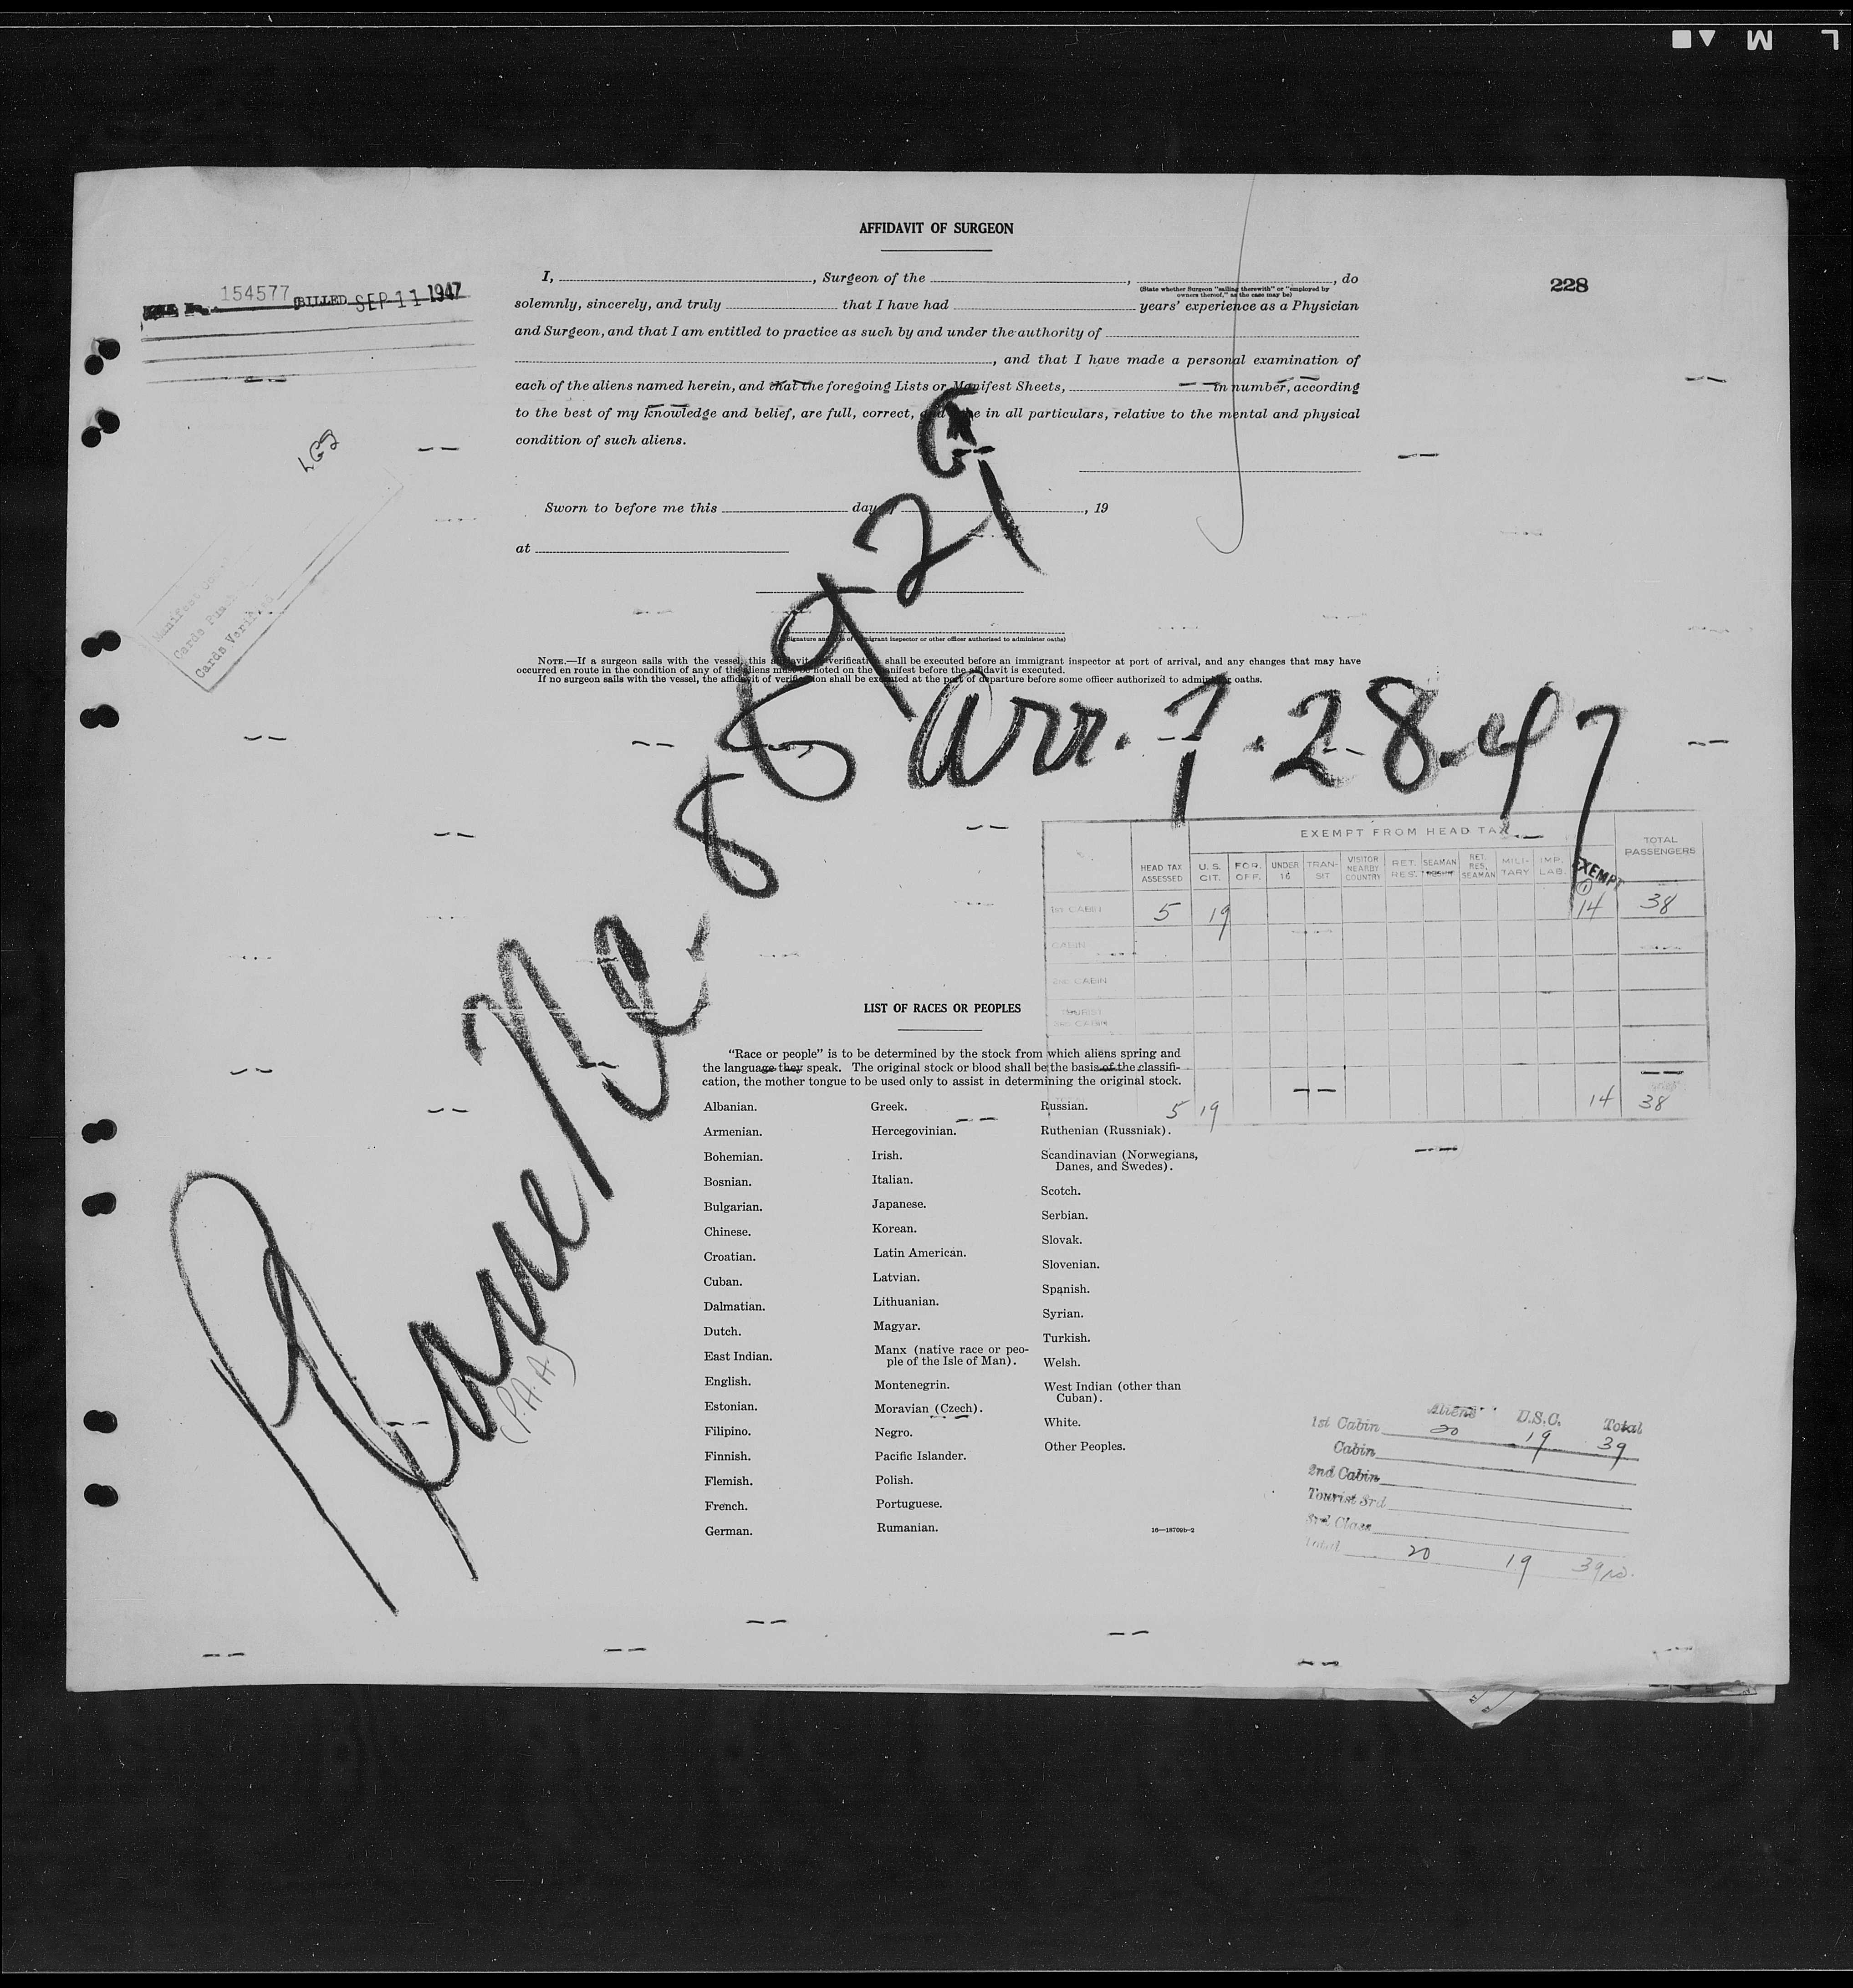 L M
AFFIDAVIT OF SURGEON
228
154577 BILLED SEP 11 1947
I, , Surgeon of the , , do
(State whether Surgeon "sailing therewith" or "employed by
owners thereof," as the case may be)
solemnly, sincerely, and truly that I have had years' experience as a Physician
and Surgeon, and that I am entitled to practice as such by and under the authority of
, and that I have made a personal examination of
each of the aliens named herein, and that the foregoing Lists or Manifest Sheets, in number, according
to the best of my knowledge and belief, are full, correct, and true in all particulars, relative to the mental and physical
condition of such aliens.
Sworn to before me this day of , 19
at
(Signature and title of immigrant inspector or other officer authorized to administer oaths)
Manifest
Cards Punch
Cards Verified
NOTE.—If a surgeon sails with the vessel, this affidavit of verification shall be executed before an immigrant inspector at port of arrival, and any changes that may have
occurred en route in the condition of any of the aliens must be noted on the manifest before the affidavit is executed.
If no surgeon sails with the vessel, the affidavit of verification shall be executed at the port of departure before some officer authorized to administer oaths.
Plane NC-88921
arr. 7.28.47
(P.A.A.)
EXEMPT FROM HEAD TAX
HEAD TAX ASSESSED U.S. CIT. FOR. OFF. UNDER 16 TRAN-SIT VISITOR NEARBY COUNTRY RET. RES. SEAMAN RET. RES. SEAMAN MILI-TARY IMP. LAB. EXEMPT TOTAL PASSENGERS
1st CABIN 5 19 1 14 38
CABIN
2nd CABIN
TOURIST
3rd CABIN
5 19 14 38
LIST OF RACES OR PEOPLES
"Race or people" is to be determined by the stock from which aliens spring and
the language they speak. The original stock or blood shall be the basis of the classifi-
cation, the mother tongue to be used only to assist in determining the original stock.
Albanian.
Armenian.
Bohemian.
Bosnian.
Bulgarian.
Chinese.
Croatian.
Cuban.
Dalmatian.
Dutch.
East Indian.
English.
Estonian.
Filipino.
Finnish.
Flemish.
French.
German.
Greek.
Hercegovinian.
Irish.
Italian.
Japanese.
Korean.
Latin American.
Latvian.
Lithuanian.
Magyar.
Manx (native race or peo-
ple of the Isle of Man).
Montenegrin.
Moravian (Czech).
Negro.
Pacific Islander.
Polish.
Portuguese.
Rumanian.
Russian.
Ruthenian (Russniak).
Scandinavian (Norwegians,
Danes, and Swedes).
Scotch.
Serbian.
Slovak.
Slovenian.
Spanish.
Syrian.
Turkish.
Welsh.
West Indian (other than
Cuban).
White.
Other Peoples.
16—18709b-2
Aliens U.S.C. Total
1st Cabin 20 19 39
Cabin
2nd Cabin
Tourist 3rd
3rd Class
Total 20 19 39